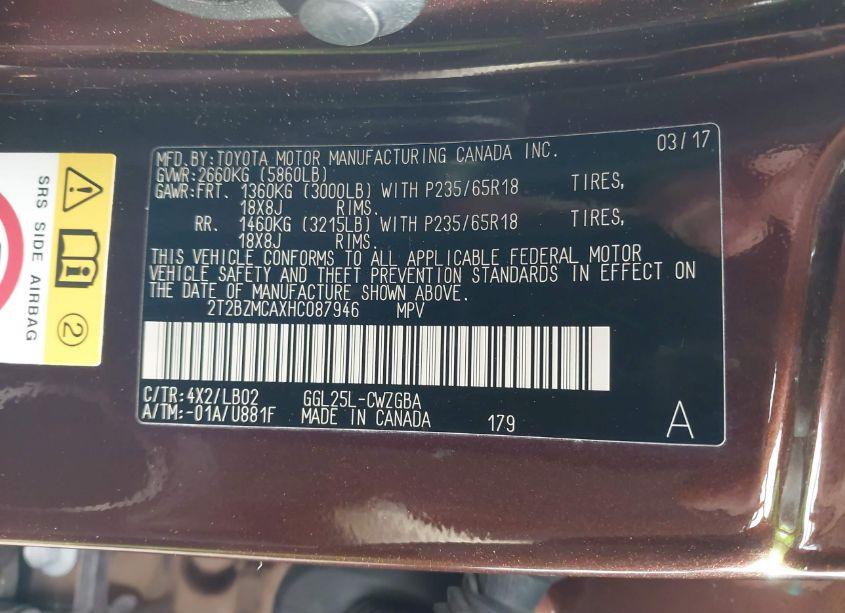 MFD.BY:TOYOTA MOTOR MANUFACTURING CANADA INC. 03/17
GVWR:2660KG (5860LB)
GAWR:FRT. 1360KG (3000LB) WITH P235/65R18 TIRES,
18X8J RIMS.
RR. 1460KG (3215LB) WITH P235/65R18 TIRES,
18X8J RIMS.
THIS VEHICLE CONFORMS TO ALL APPLICABLE FEDERAL MOTOR
VEHICLE SAFETY AND THEFT PREVENTION STANDARDS IN EFFECT ON
THE DATE OF MANUFACTURE SHOWN ABOVE.
2T2BZMCAXHC087946 MPV
C/TR:4X2/LB02 GGL25L-CWZGBA
A/TM:-01A/U881F MADE IN CANADA 179 A
SRS SIDE AIRBAG
2